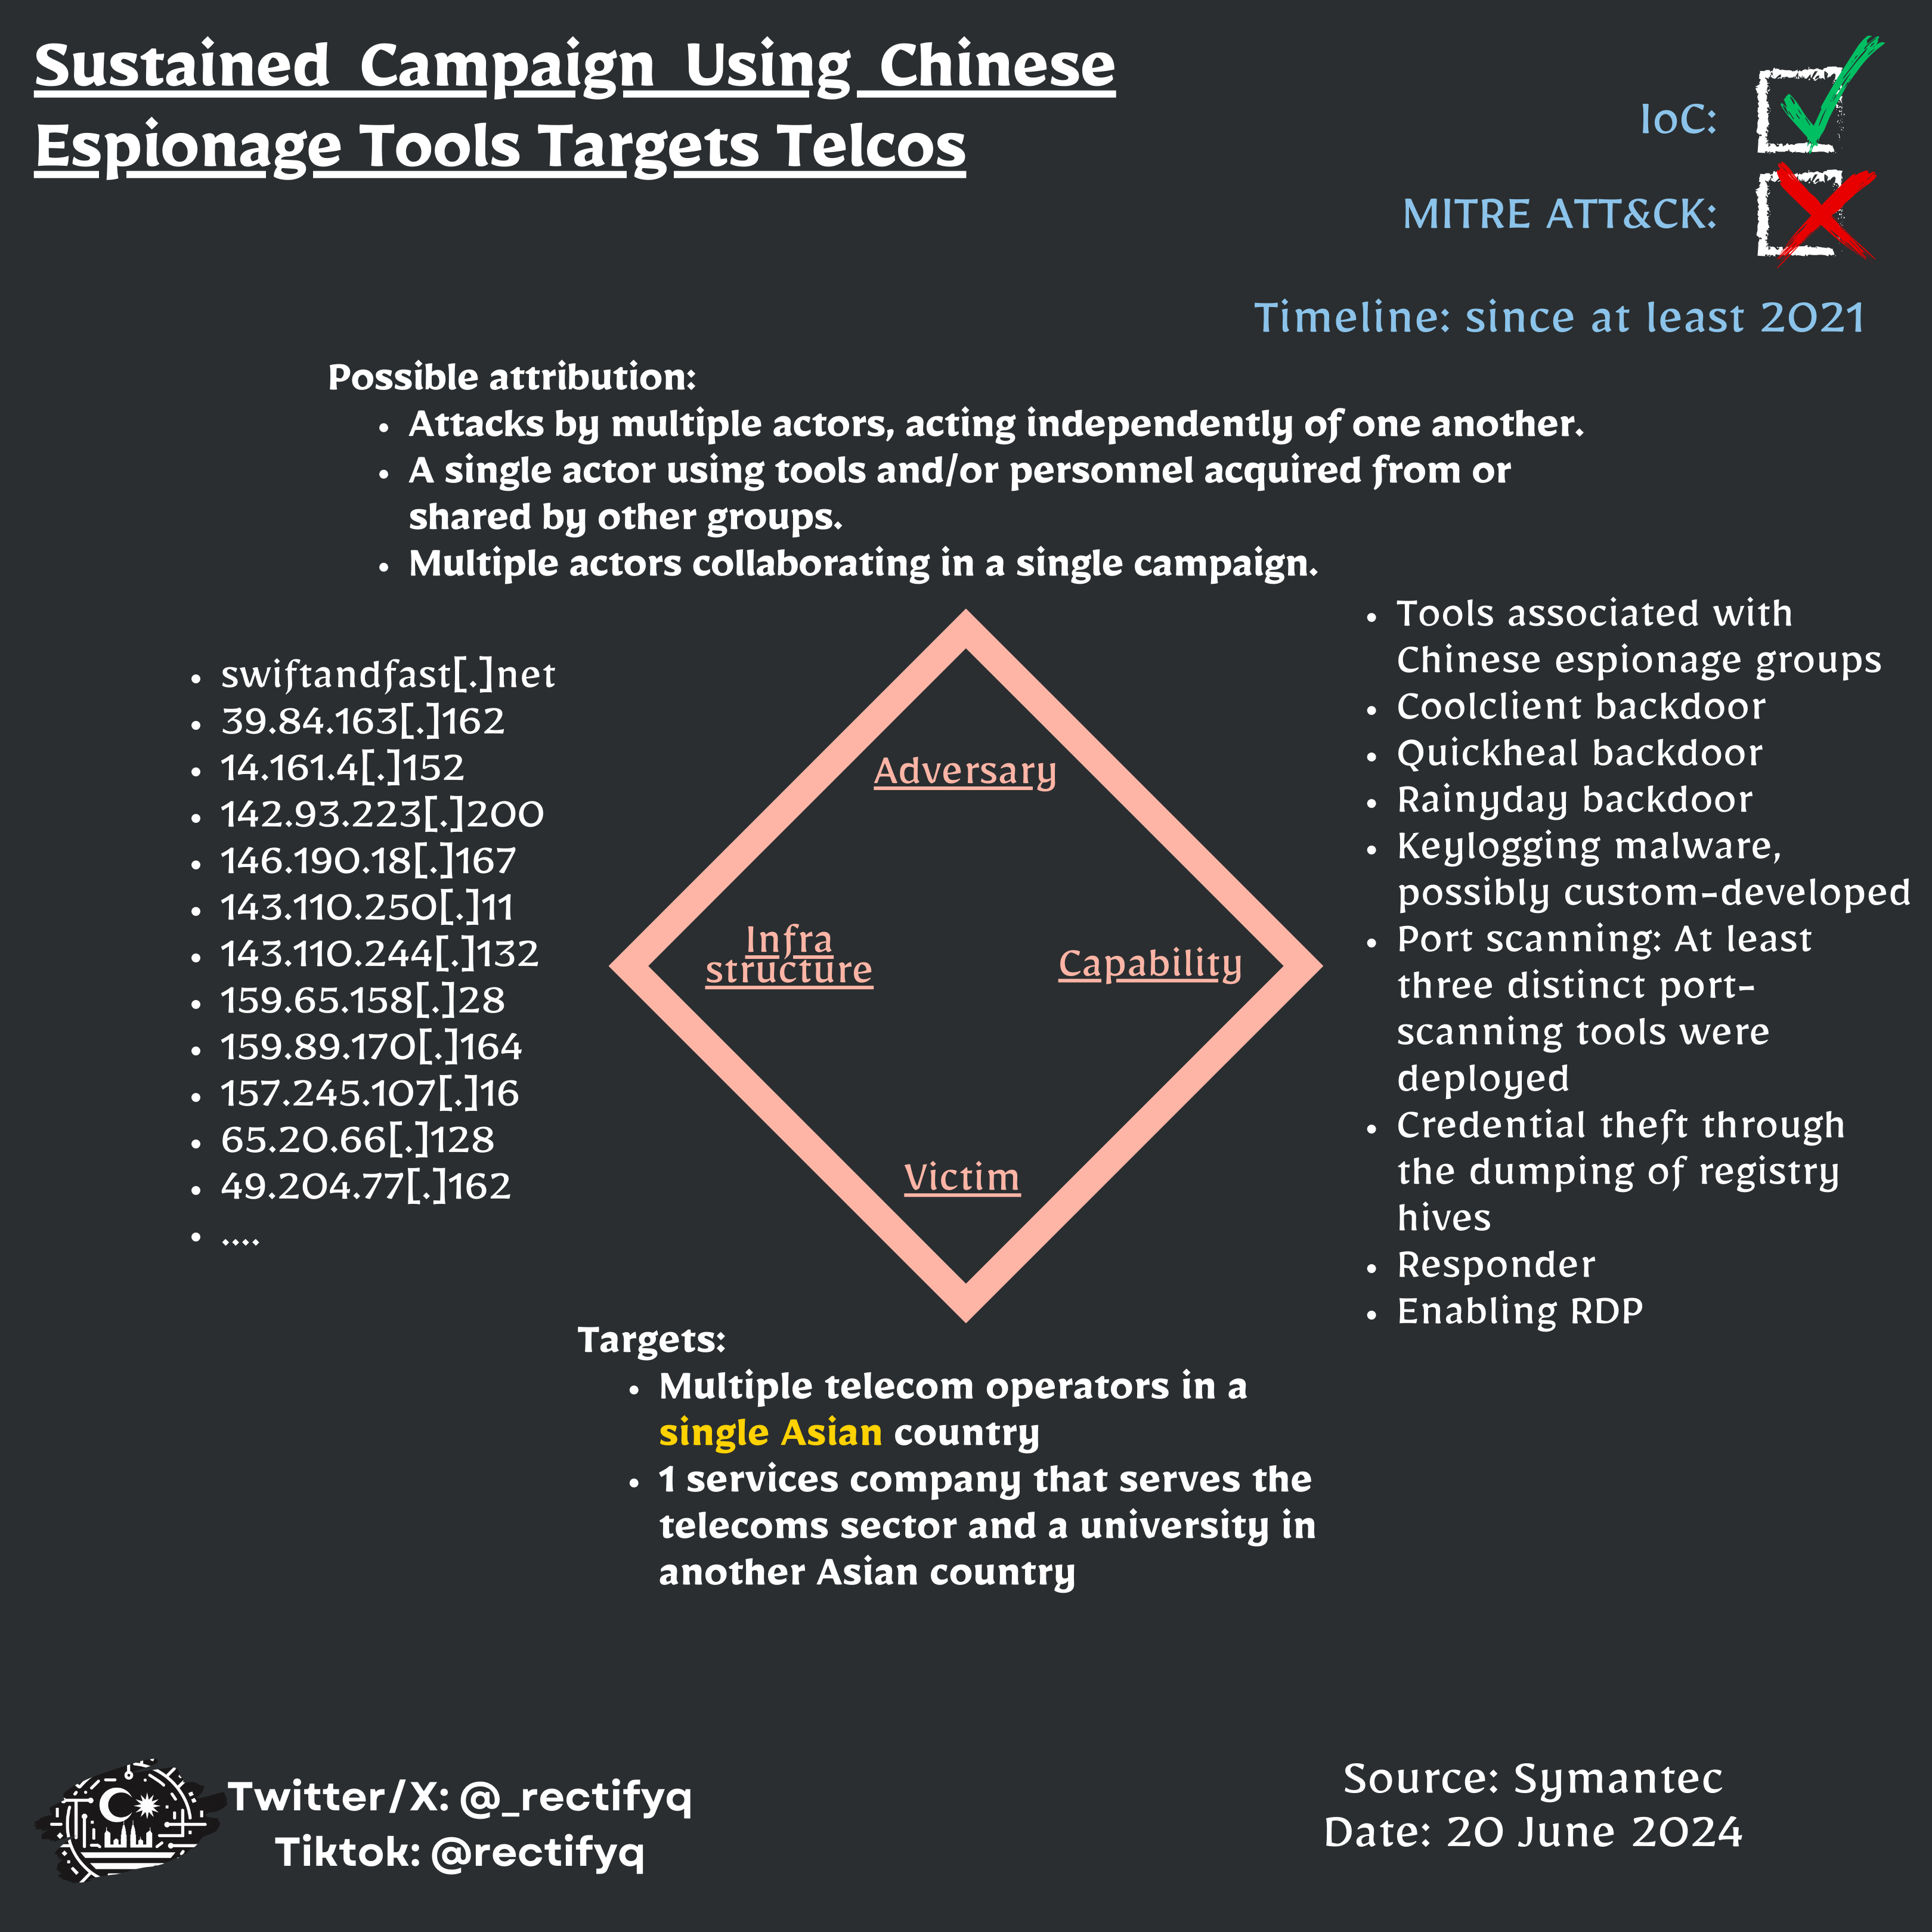 Sustained Campaign Using Chinese
Espionage Tools Targets Telcos
IoC:
MITRE ATT&CK:
Timeline: since at least 2021
Possible attribution:
• Attacks by multiple actors, acting independently of one another.
• A single actor using tools and/or personnel acquired from or
shared by other groups.
• Multiple actors collaborating in a single campaign.
• swiftandfast[.]net
• 39.84.163[.]162
• 14.161.4[.]152
• 142.93.223[.]200
• 146.190.18[.]167
• 143.110.250[.]11
• 143.110.244[.]132
• 159.65.158[.]28
• 159.89.170[.]164
• 157.245.107[.]16
• 65.20.66[.]128
• 49.204.77[.]162
• ....
Adversary
Infra
structure
Capability
Victim
• Tools associated with
Chinese espionage groups
• Coolclient backdoor
• Quickheal backdoor
• Rainyday backdoor
• Keylogging malware,
possibly custom-developed
• Port scanning: At least
three distinct port-
scanning tools were
deployed
• Credential theft through
the dumping of registry
hives
• Responder
• Enabling RDP
Targets:
• Multiple telecom operators in a
single Asian country
• 1 services company that serves the
telecoms sector and a university in
another Asian country
Twitter/X: @_rectifyq
Tiktok: @rectifyq
Source: Symantec
Date: 20 June 2024